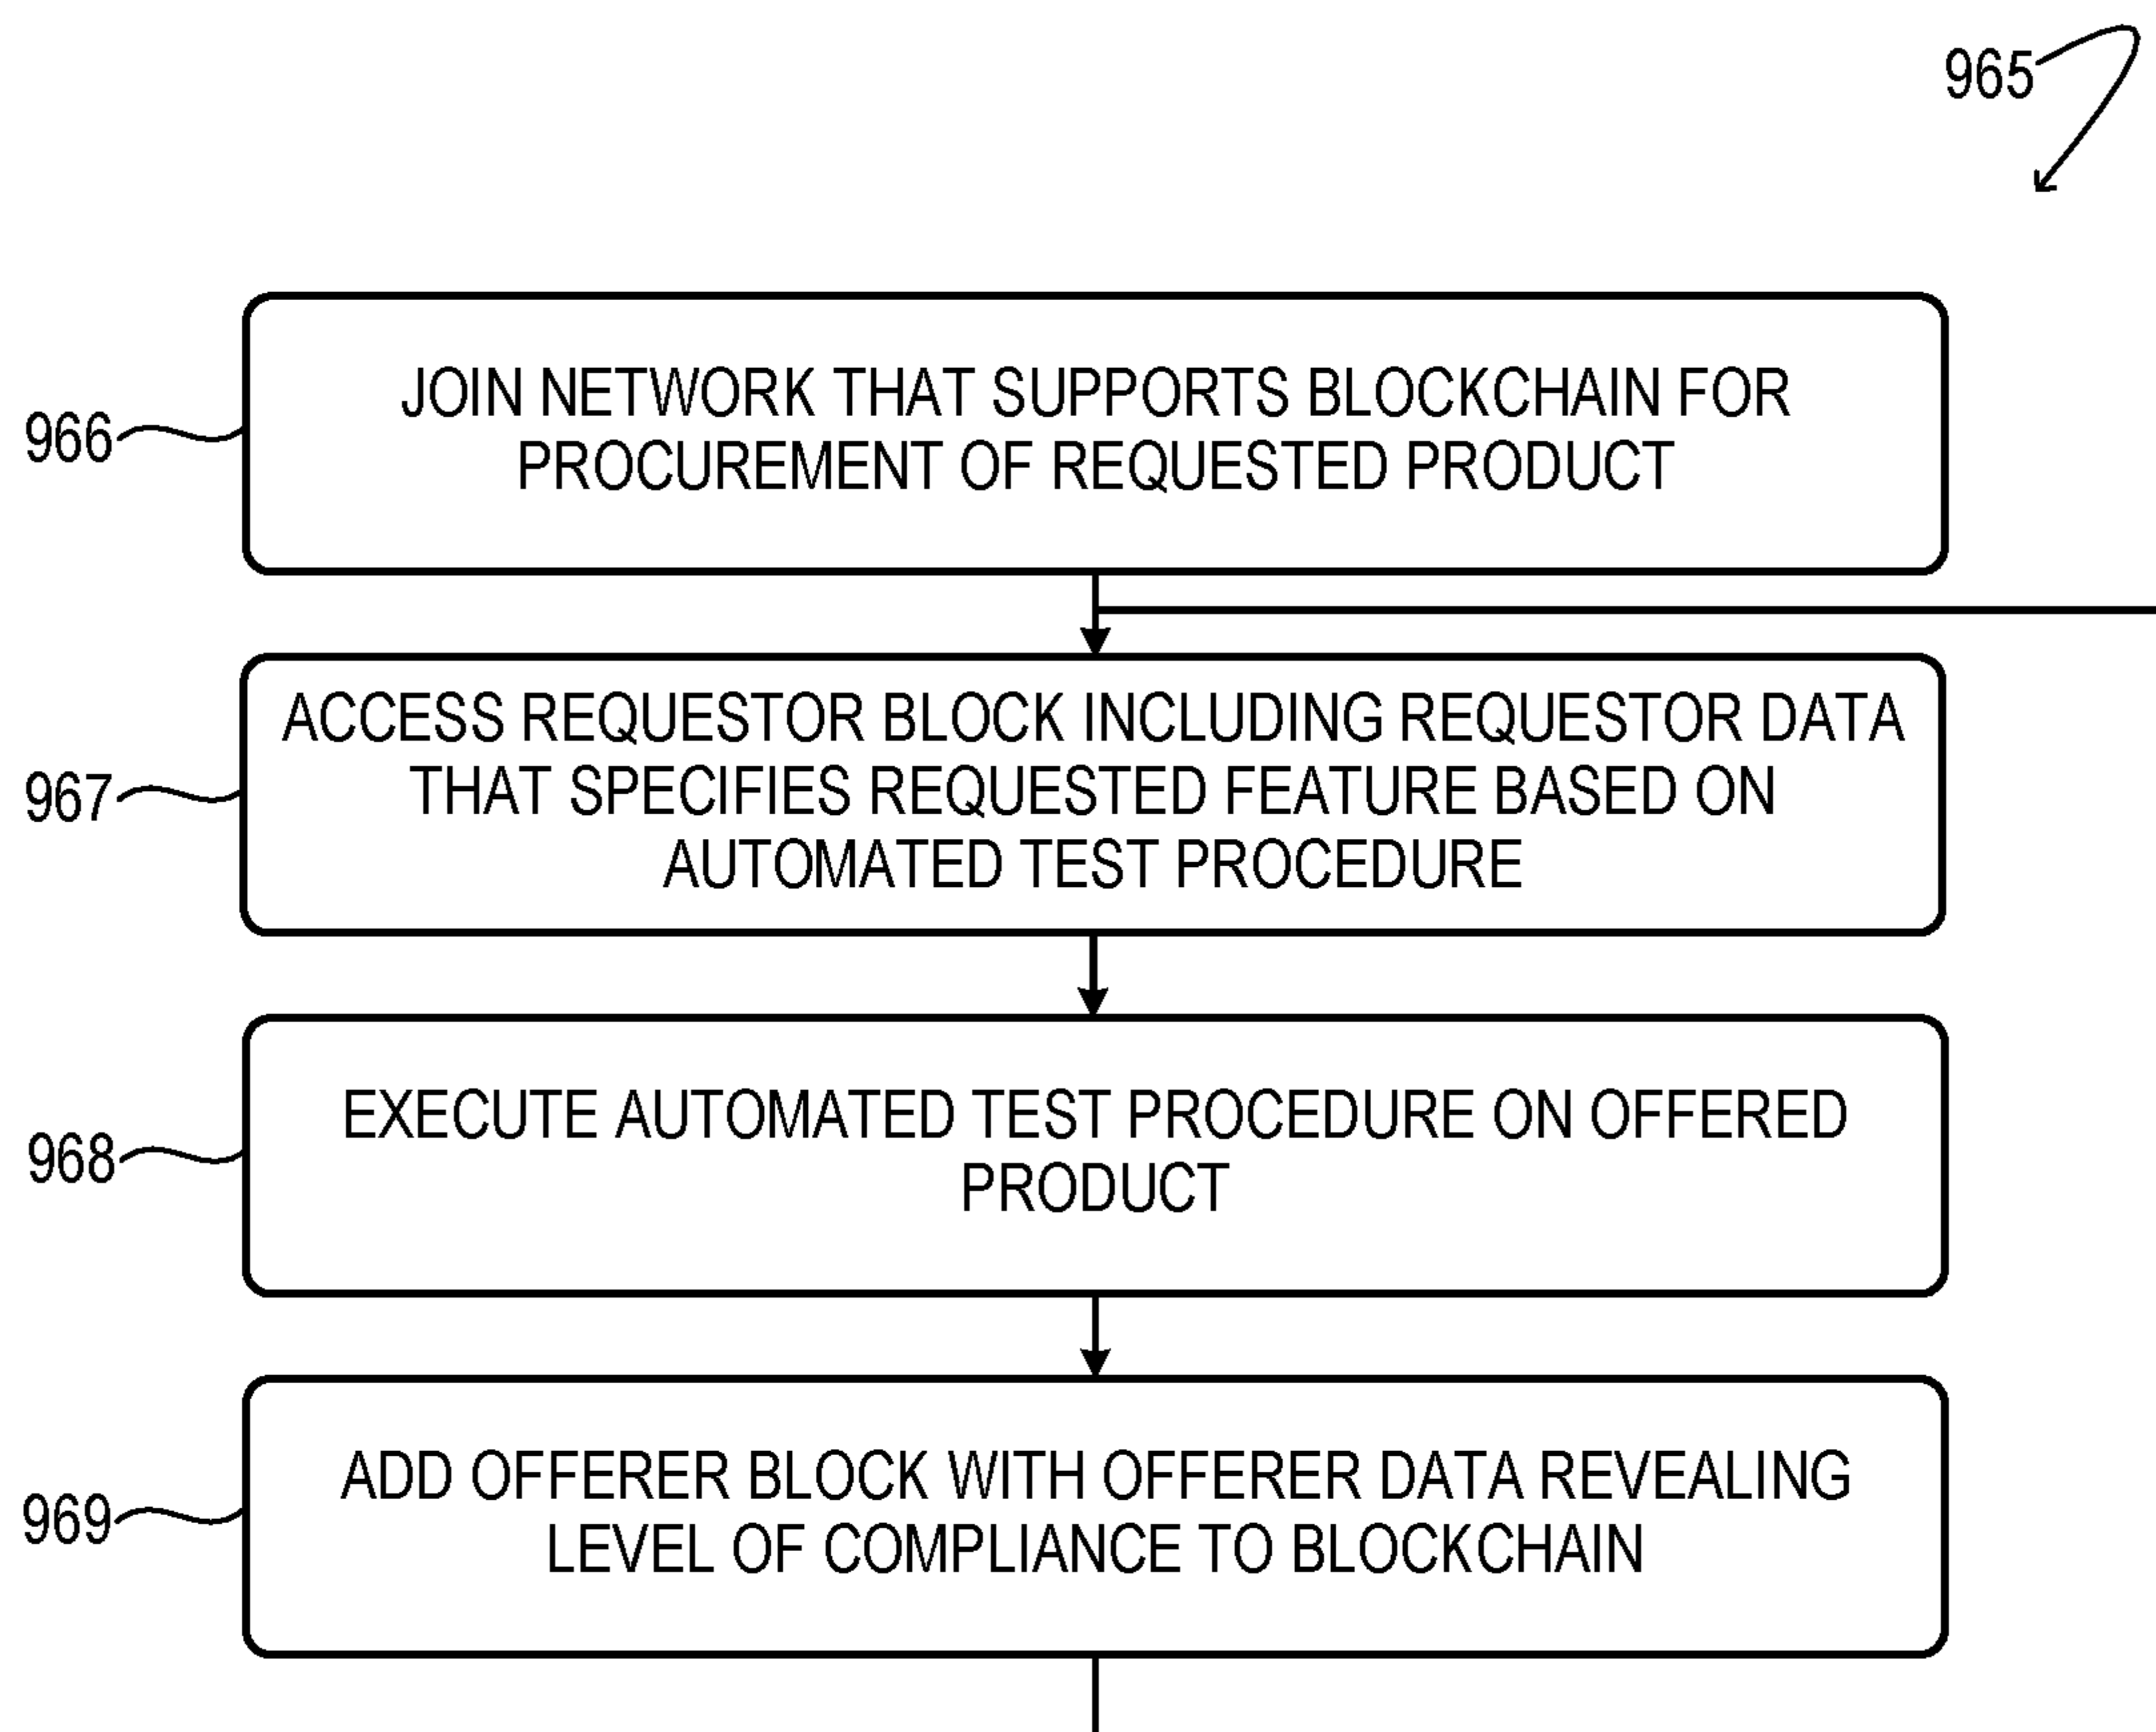 965
966
JOIN NETWORK THAT SUPPORTS BLOCKCHAIN FOR
PROCUREMENT OF REQUESTED PRODUCT
967
ACCESS REQUESTOR BLOCK INCLUDING REQUESTOR DATA
THAT SPECIFIES REQUESTED FEATURE BASED ON
AUTOMATED TEST PROCEDURE
968
EXECUTE AUTOMATED TEST PROCEDURE ON OFFERED
PRODUCT
969
ADD OFFERER BLOCK WITH OFFERER DATA REVEALING
LEVEL OF COMPLIANCE TO BLOCKCHAIN